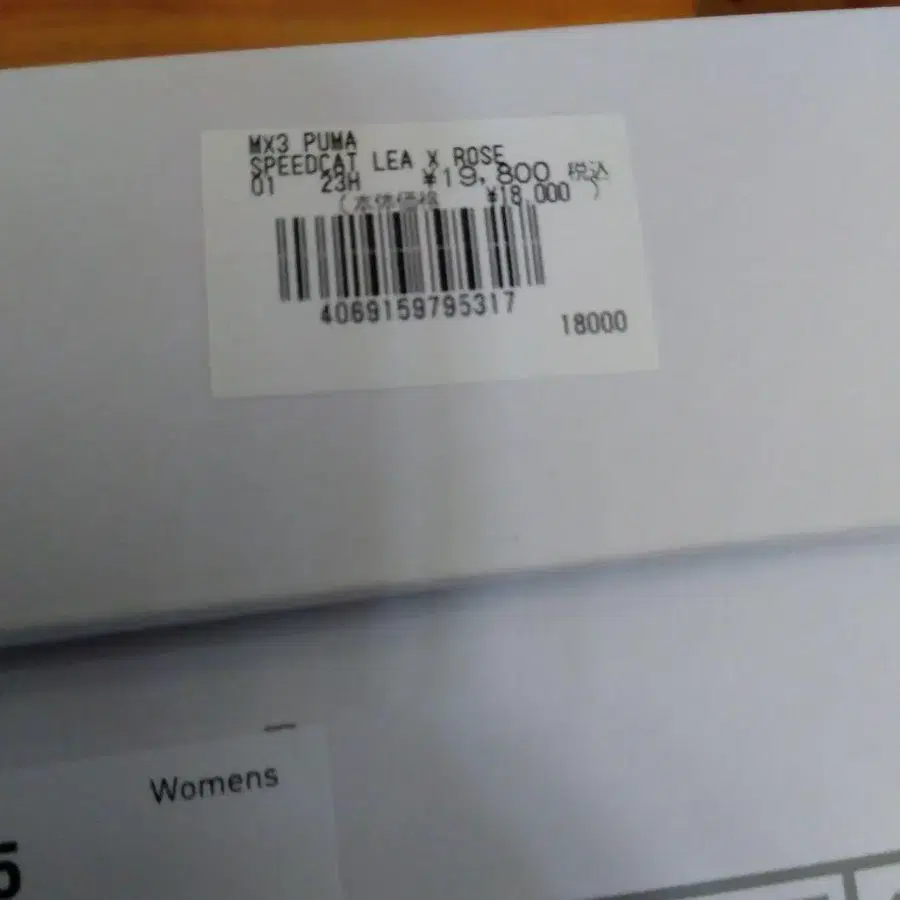 MX3 PUMA
SPEEDCAT LEA X ROSE
01 23H ¥19,800 税込
(本体価格 ¥18,000 )
4069159795317
18000
Womens
5